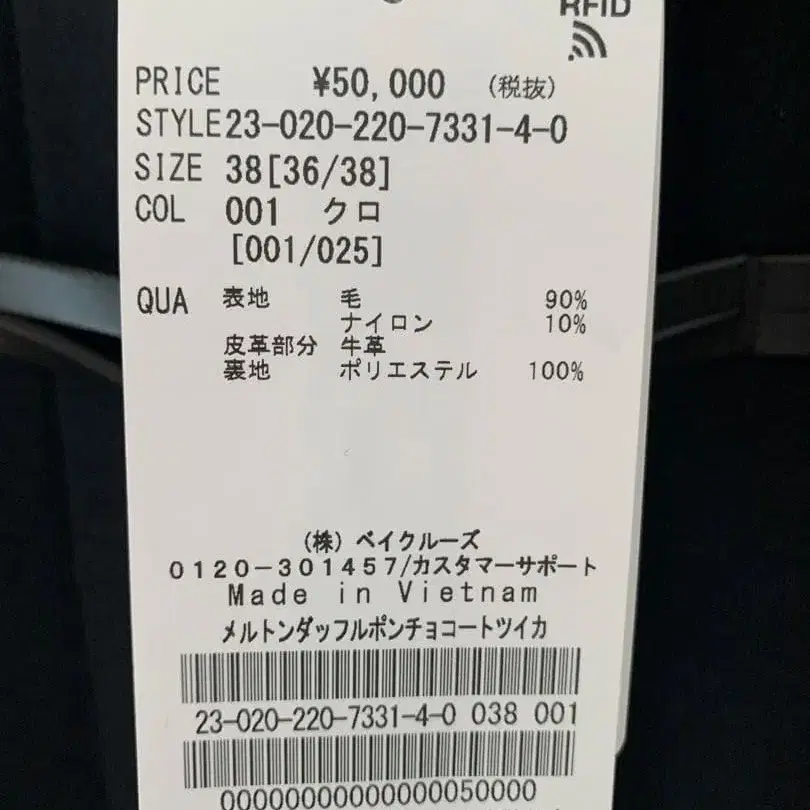 RFID
PRICE ¥50,000 (税抜)
STYLE23-020-220-7331-4-0
SIZE 38[36/38]
COL 001 クロ
[001/025]
QUA 表地 毛 90%
ナイロン 10%
皮革部分 牛革
裏地 ポリエステル 100%
(株) ベイクルーズ
0120-301457/カスタマーサポート
Made in Vietnam
メルトンダッフルポンチョコートツイカ
23-020-220-7331-4-0 038 001
00000000000000050000